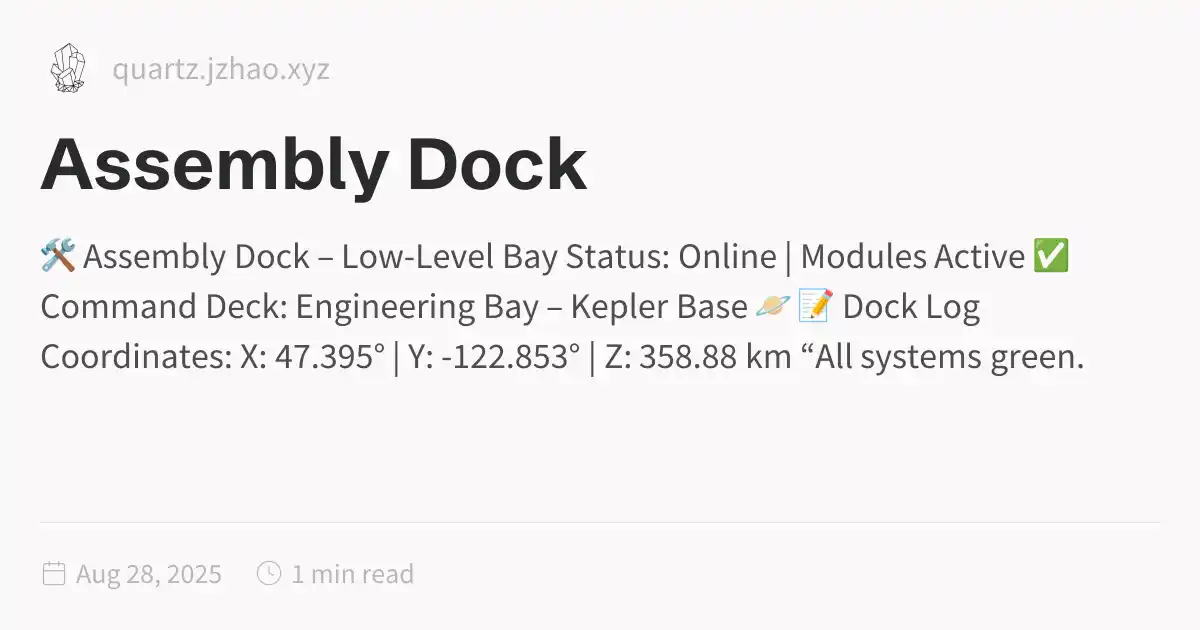 quartz.jzhao.xyz
Assembly Dock
🛠️ Assembly Dock – Low-Level Bay Status: Online | Modules Active ✅
Command Deck: Engineering Bay – Kepler Base 🪐 📝 Dock Log
Coordinates: X: 47.395° | Y: -122.853° | Z: 358.88 km “All systems green.
Aug 28, 2025 1 min read